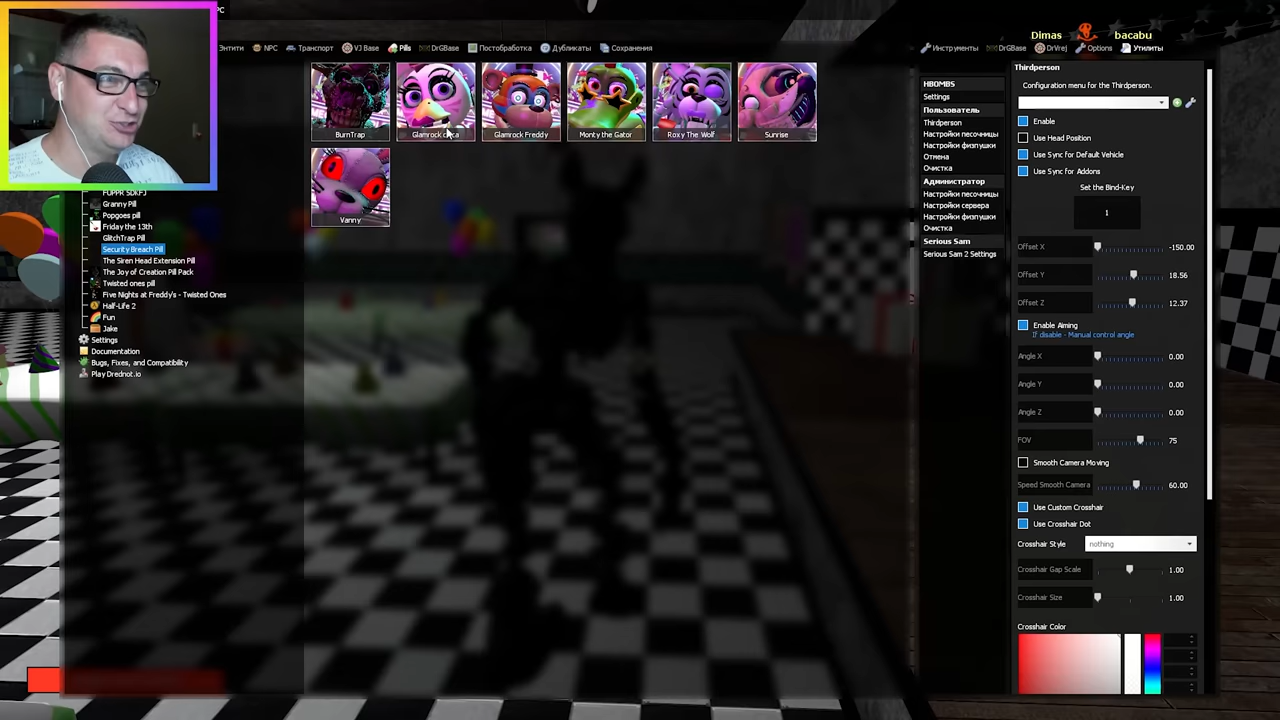 PC
Dimas
bacabu
Энтити
NPC
Транспорт
VJ Base
Pills
DrGBase
Постобработка
Дубликаты
Сохранения
Инструменты
DrGBase
DrVrej
Options
Утилиты
BurnTrap
Glamrock
Glamrock Freddy
Monty the Gator
Roxy The Wolf
Sunrise
Vanny
Granny Pill
Popgoes pill
Friday the 13th
GlitchTrap Pill
Security Breach Pill
The Siren Head Extension Pill
The Joy of Creation Pill Pack
Twisted ones pill
Five Nights at Freddy's - Twisted Ones
Half-Life 2
Fun
Jake
Settings
Documentation
Bugs, Fixes, and Compatibility
Play Drednot.io
HBOMBS
Settings
Пользователь
Thirdperson
Настройки песочницы
Настройки физпушки
Отмена
Очистка
Администратор
Настройки песочницы
Настройки сервера
Настройки физпушки
Очистка
Serious Sam
Serious Sam 2 Settings
Thirdperson
Configuration menu for the Thirdperson.
Enable
Use Head Position
Use Sync for Default Vehicle
Use Sync for Addons
Set the Bind-Key
1
Offset X -150.00
Offset Y 18.56
Offset Z 12.37
Enable Aiming
If disable - Manual control angle
Angle X 0.00
Angle Y 0.00
Angle Z 0.00
FOV 75
Smooth Camera Moving
Speed Smooth Camera 60.00
Use Custom Crosshair
Use Crosshair Dot
Crosshair Style nothing
Crosshair Gap Scale 1.00
Crosshair Size 1.00
Crosshair Color